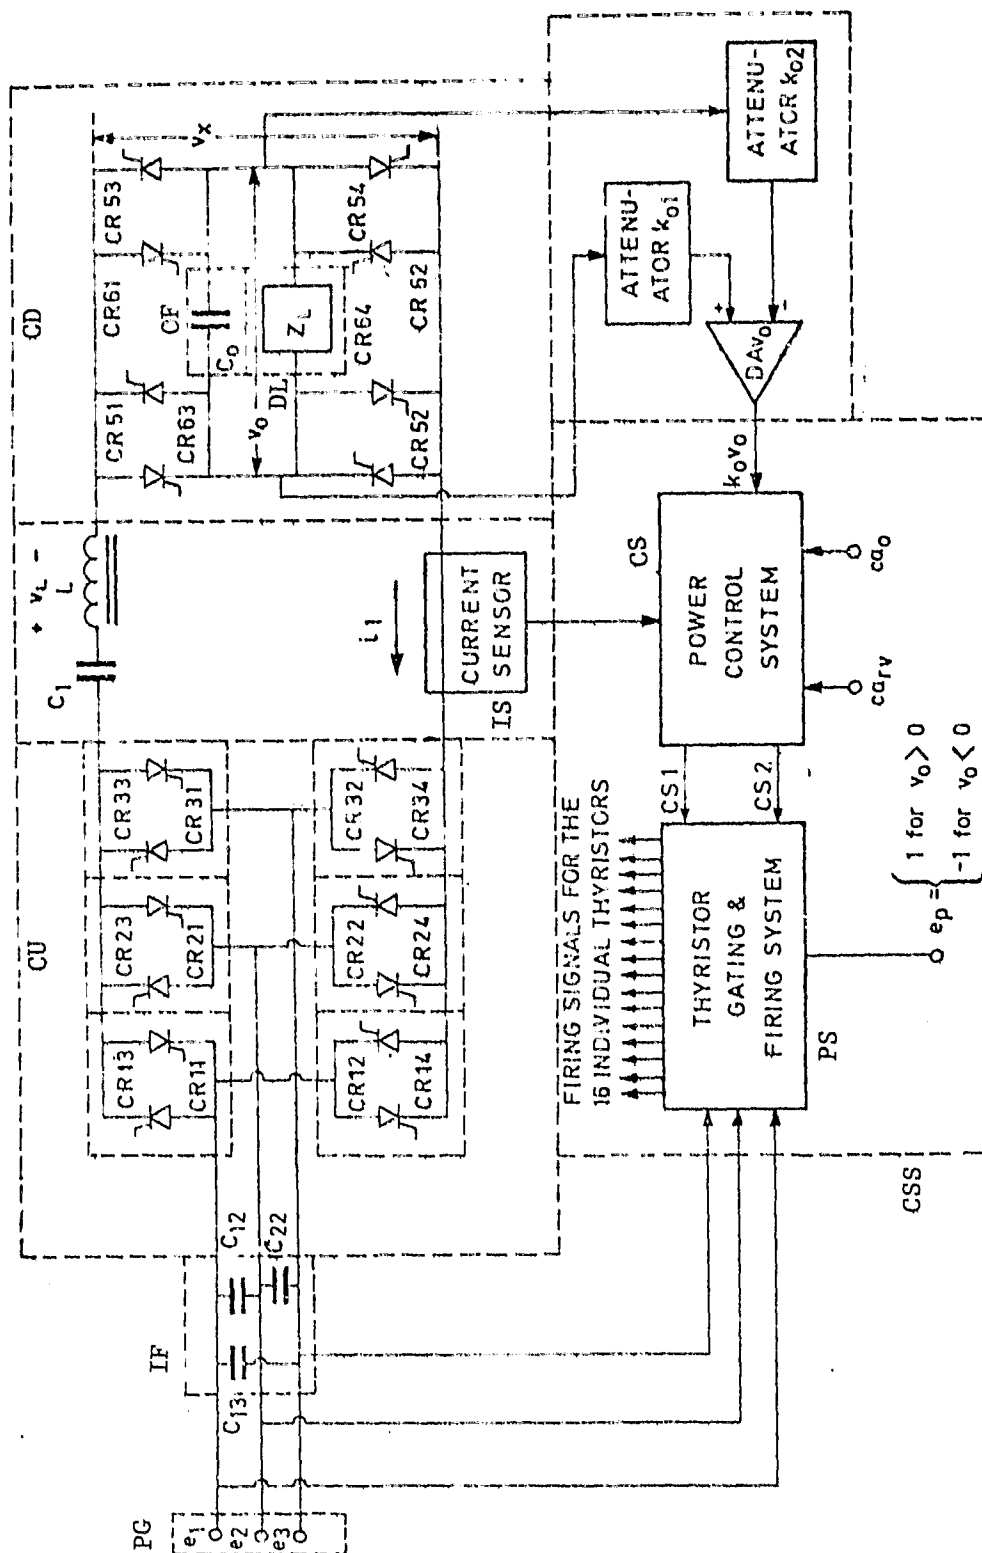 PG
e1
e2
e3
IF
C13
C12
C22
CU
CR13
CR11
CR23
CR21
CR33
CR31
CR12
CR14
CR22
CR24
CR32
CR34
C1
+ vL -
L
i1
CURRENT
SENSOR
IS
CD
CR51
CR63
CR61
CR53
CF
Co
ZL
DL
vo
vx
CR52
CR64
CR54
CR62
ATTENU-
ATOR ko1
ATTENU-
ATOR ko2
+
-
DAvo
kovo
CS
POWER
CONTROL
SYSTEM
cao
carv
CS1
CS2
FIRING SIGNALS FOR THE
16 INDIVIDUAL THYRISTORS
THYRISTOR
GATING &
FIRING SYSTEM
PS
ep = { 1 for vo > 0
-1 for vo < 0
CSS